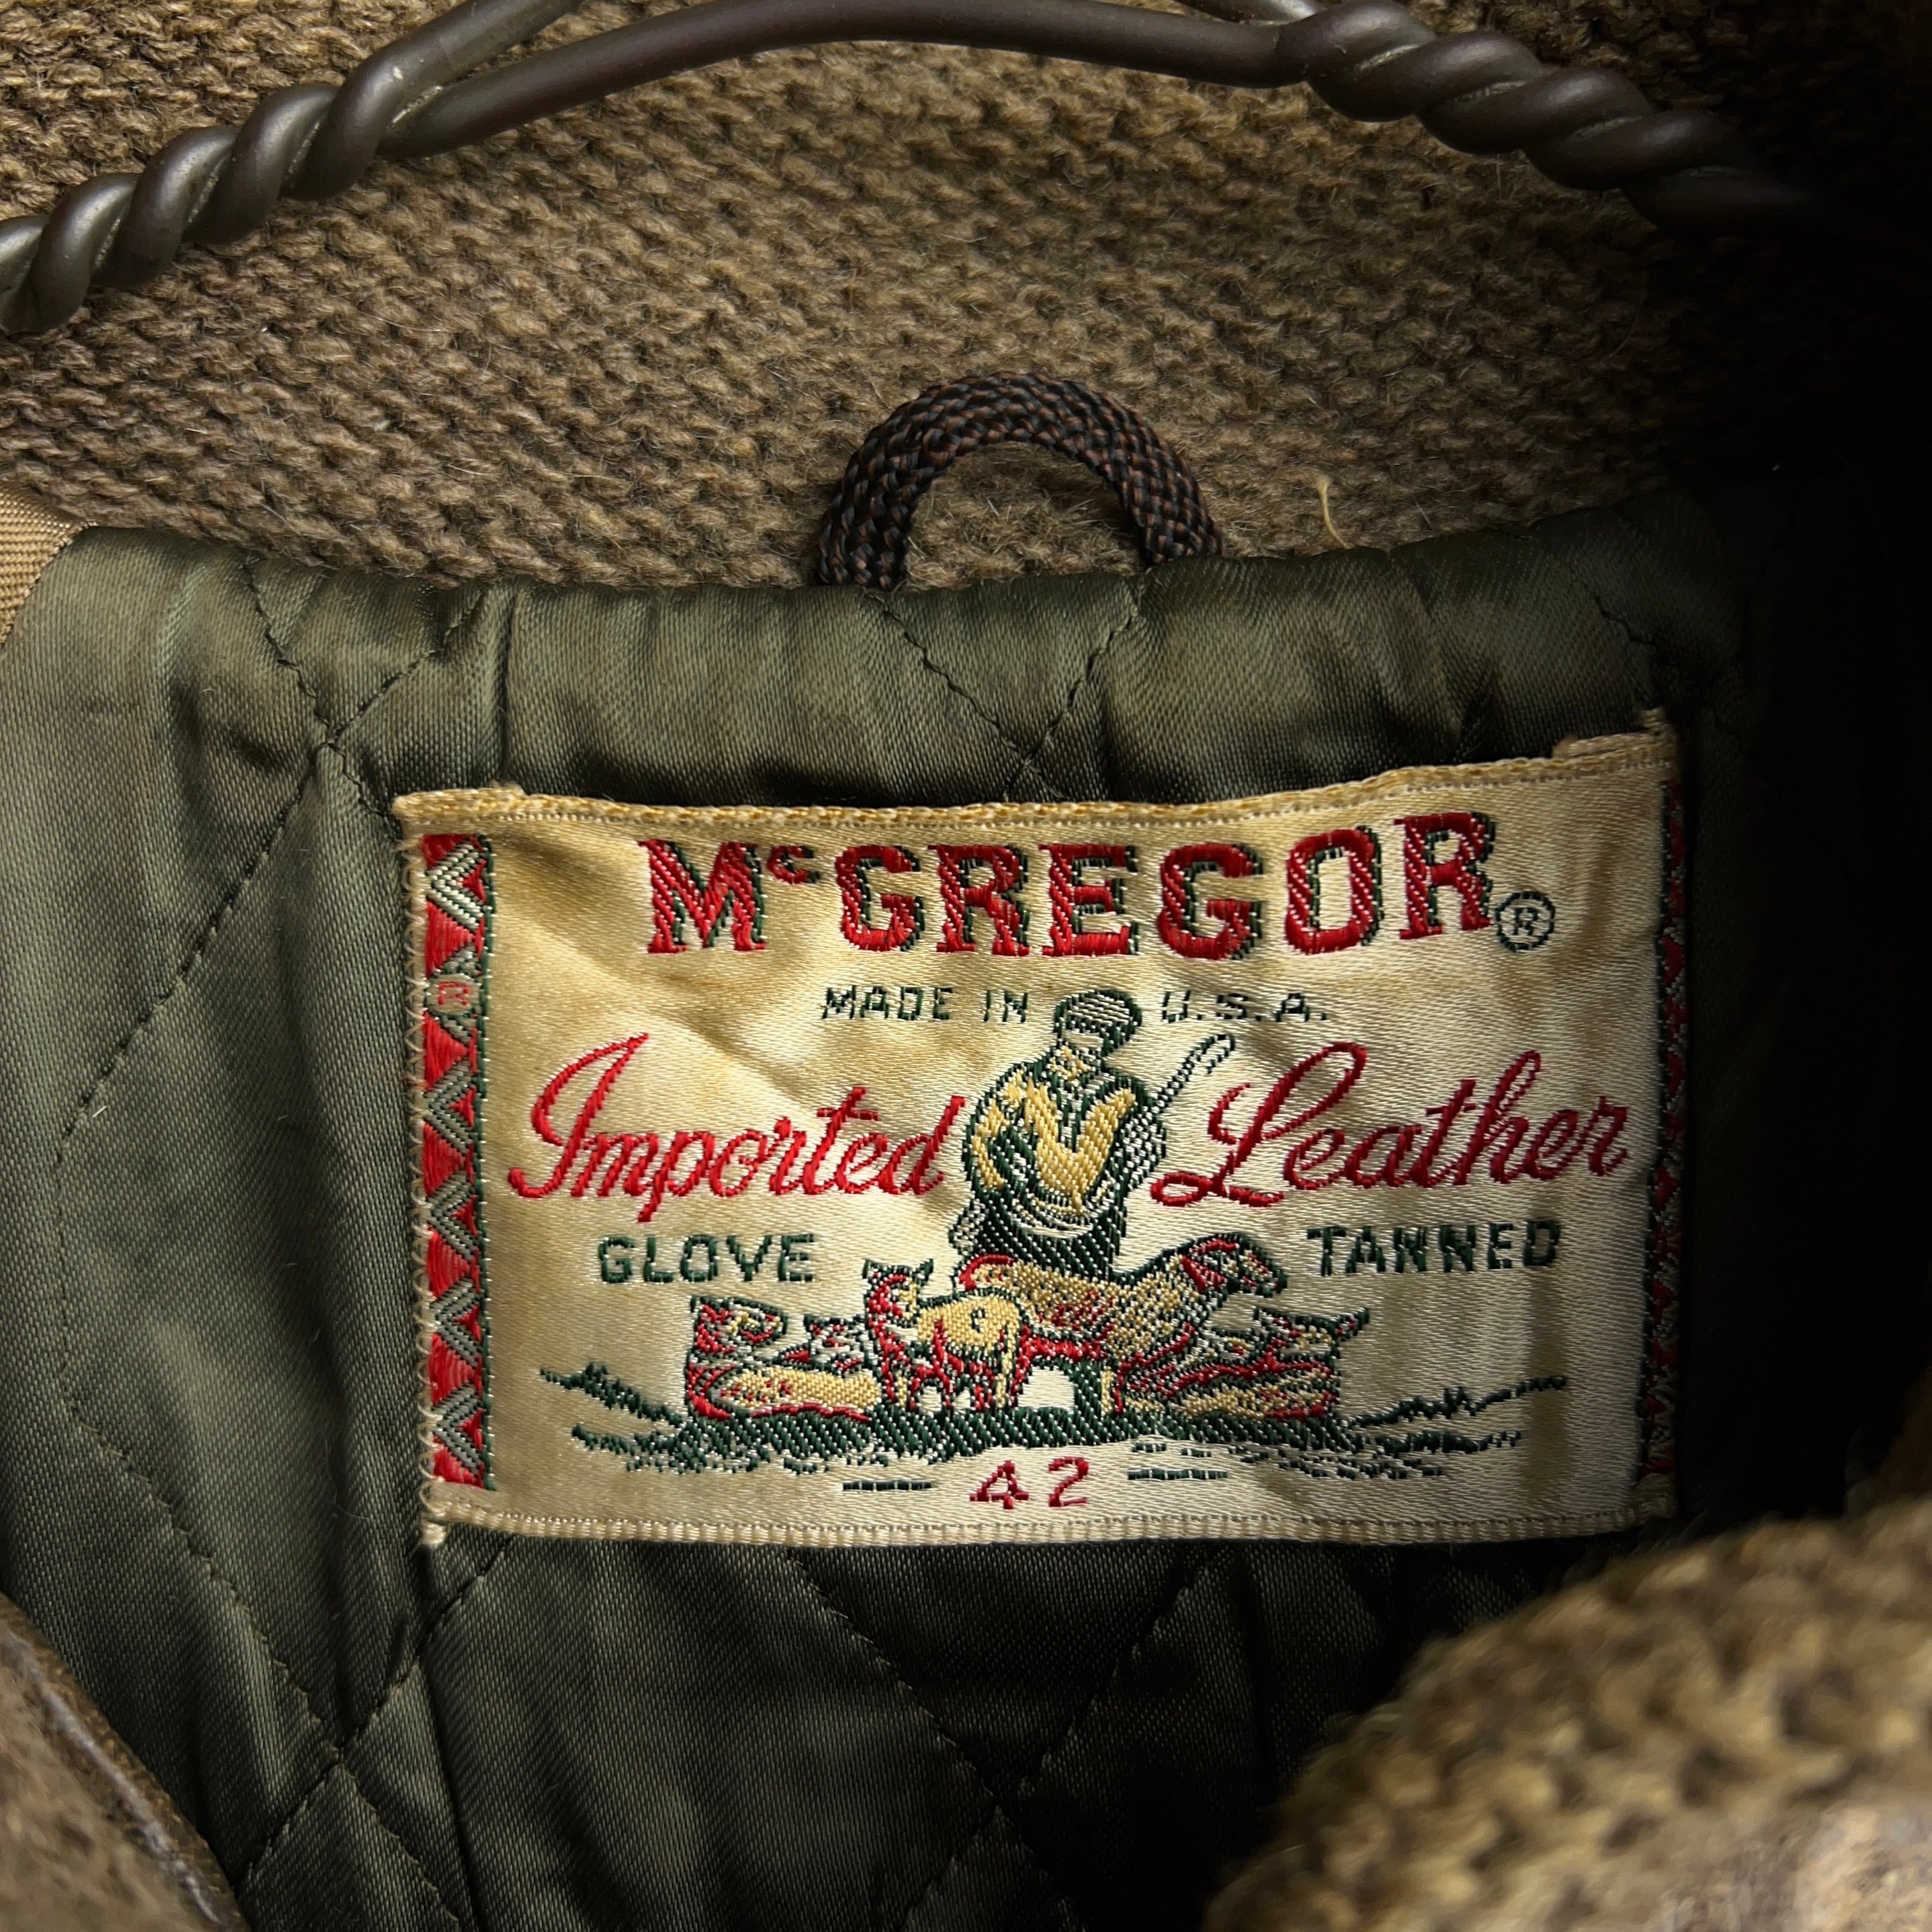 McGREGOR®
MADE IN U.S.A.
Imported Leather
GLOVE TANNED
42